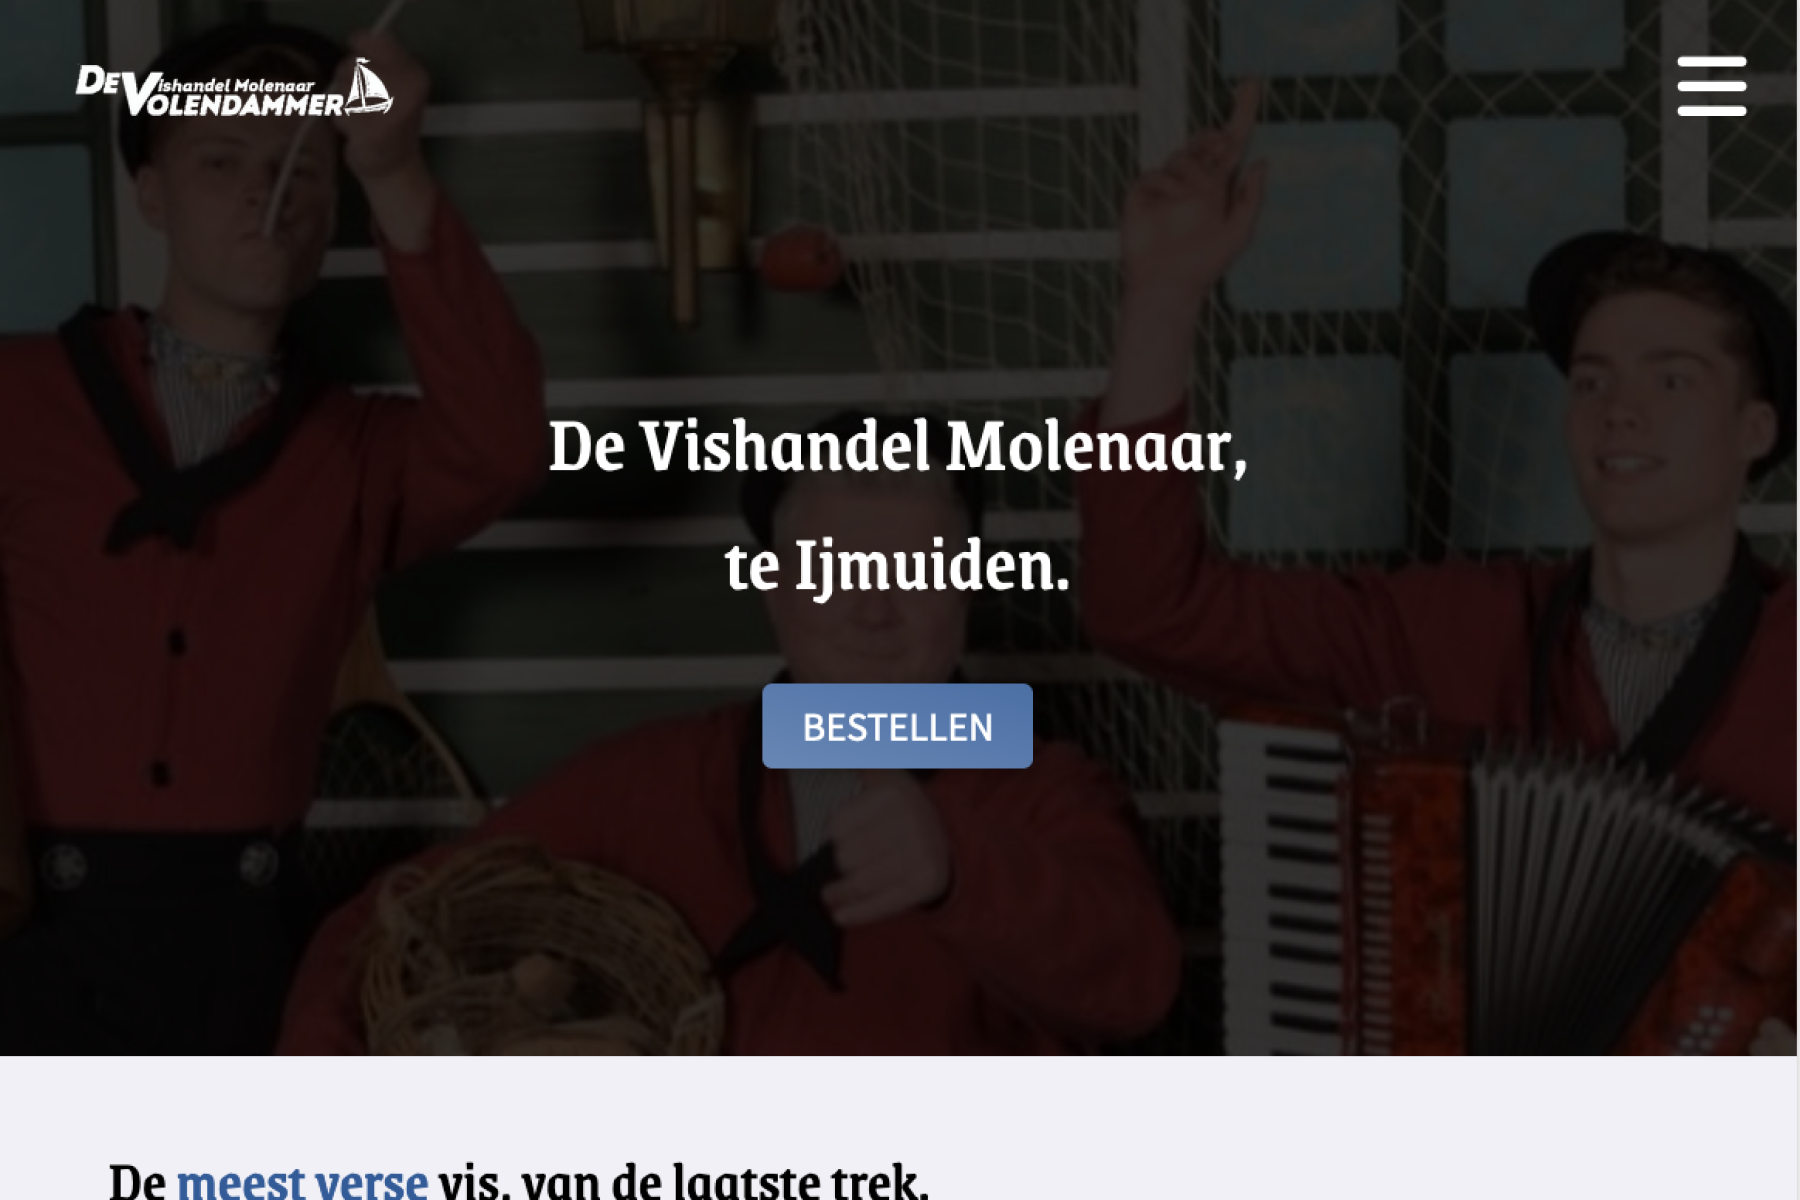 De Vishandel Molenaar
Volendammer
De Vishandel Molenaar,
te Ijmuiden.
BESTELLEN
De meest verse vis, van de laatste trek.